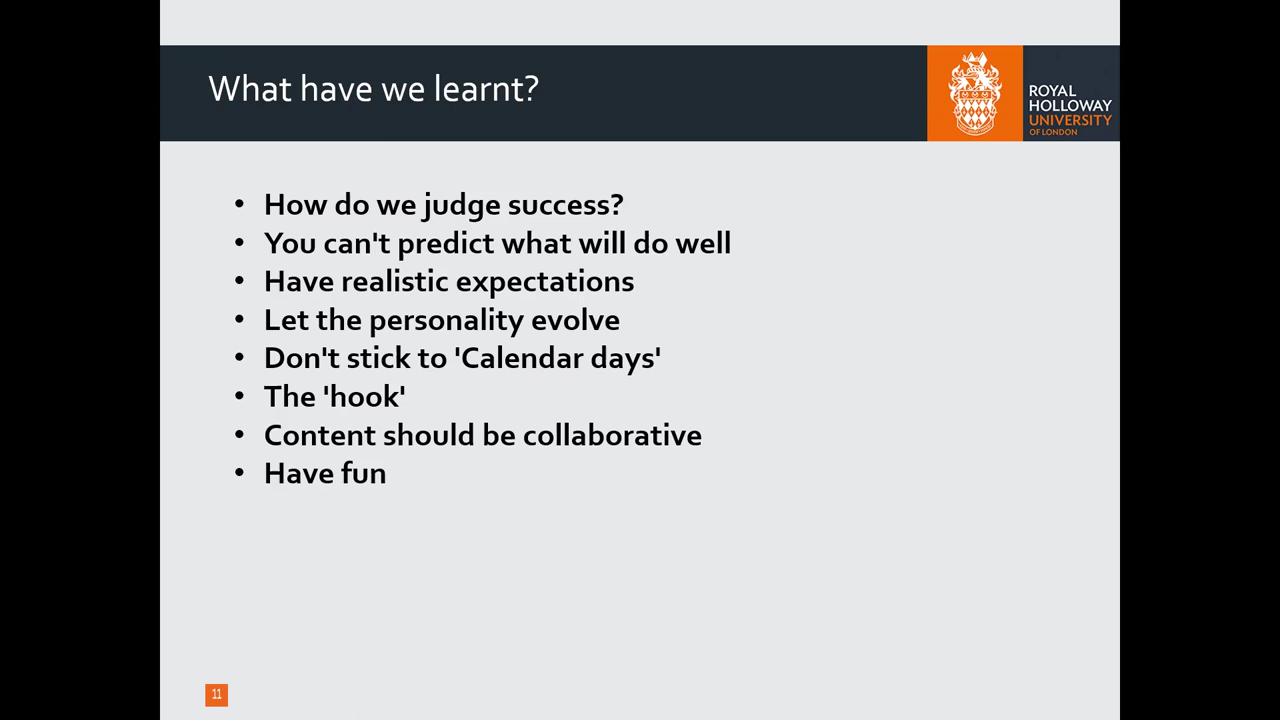 What have we learnt?
ROYAL
HOLLOWAY
UNIVERSITY
OF LONDON
• How do we judge success?
• You can't predict what will do well
• Have realistic expectations
• Let the personality evolve
• Don't stick to 'Calendar days'
• The 'hook'
• Content should be collaborative
• Have fun
11